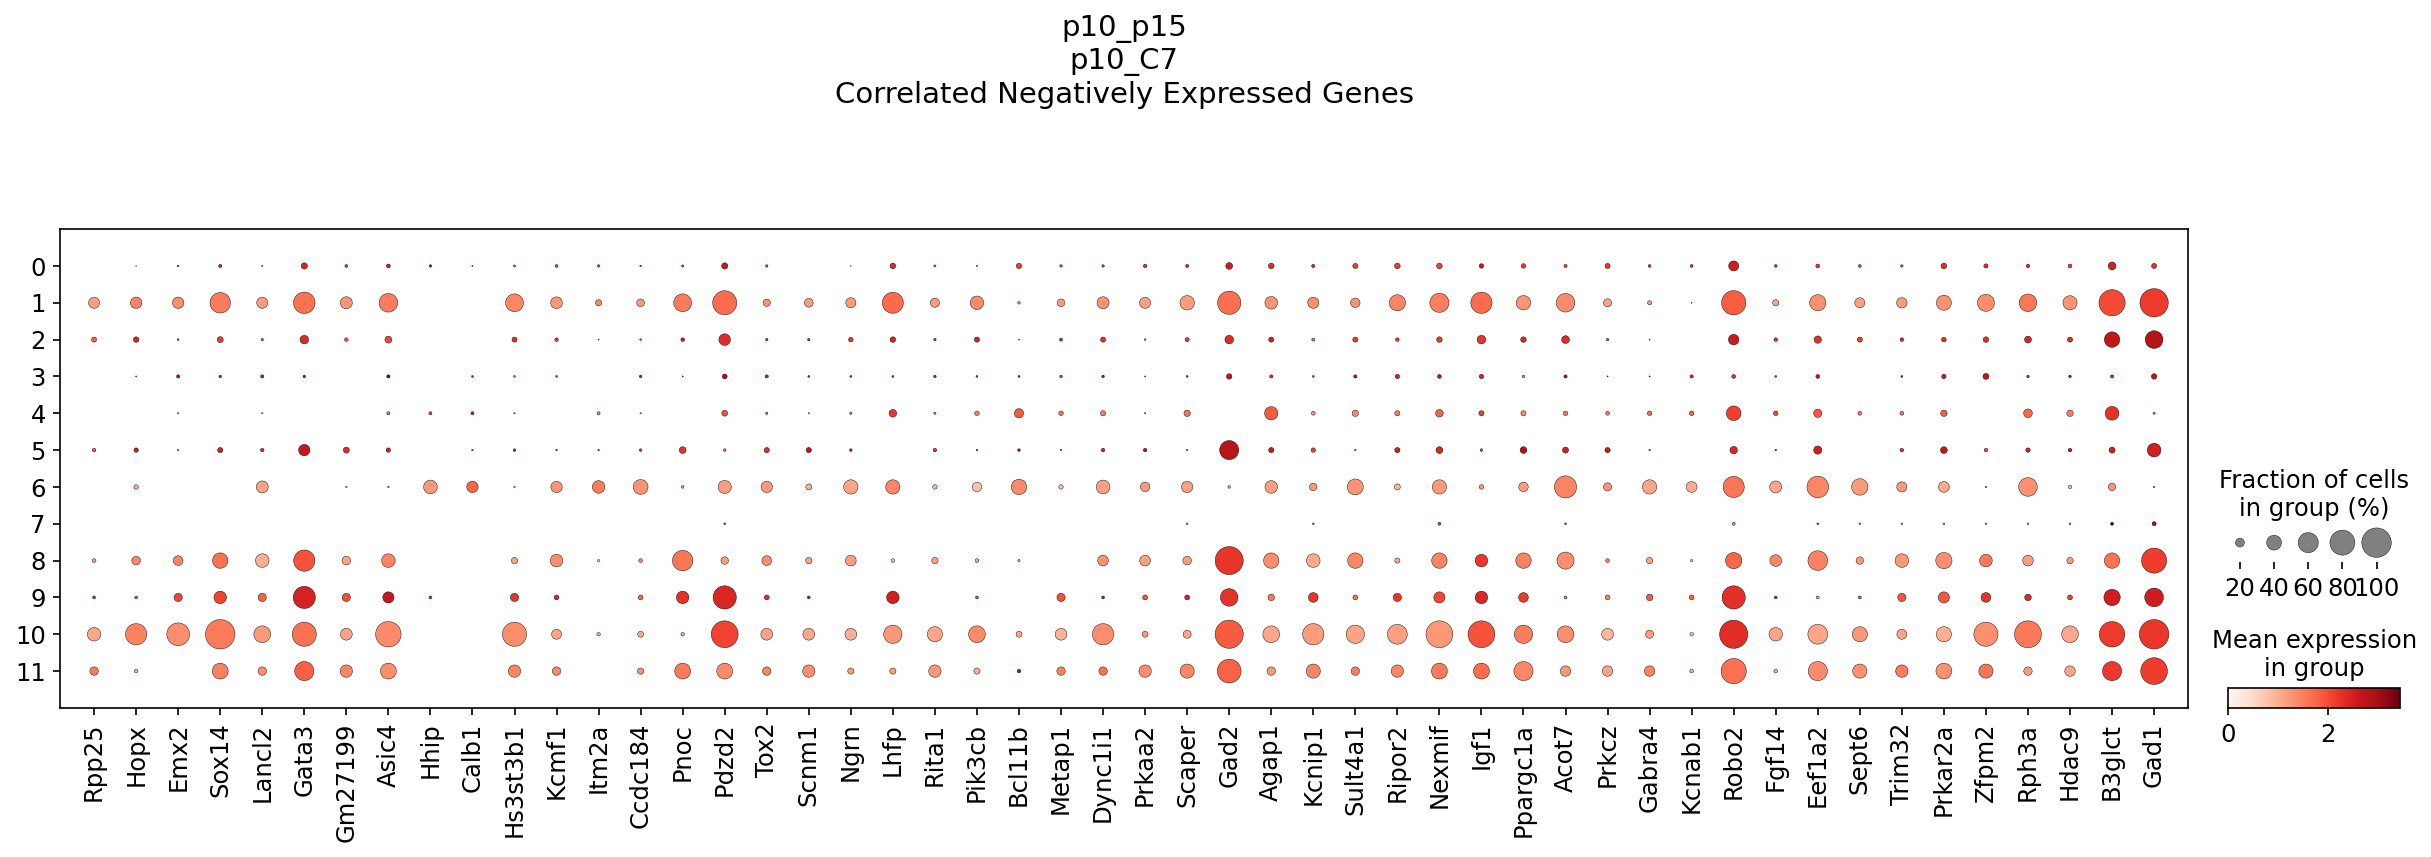 p10_p15
p10_C7
Correlated Negatively Expressed Genes
0
1
2
3
4
5
6
7
8
9
10
11
Rpp25
Hopx
Emx2
Sox14
Lancl2
Gata3
Gm27199
Asic4
Hhip
Calb1
Hs3st3b1
Kcmf1
Itm2a
Ccdc184
Pnoc
Pdzd2
Tox2
Scnm1
Ngrn
Lhfp
Rita1
Pik3cb
Bcl11b
Metap1
Dync1i1
Prkaa2
Scaper
Gad2
Agap1
Kcnip1
Sult4a1
Ripor2
Nexmif
Igf1
Ppargc1a
Acot7
Prkcz
Gabra4
Kcnab1
Robo2
Fgf14
Eef1a2
Sept6
Trim32
Prkar2a
Zfpm2
Rph3a
Hdac9
B3glct
Gad1
Fraction of cells
in group (%)
20 40 60 80 100
Mean expression
in group
0 2